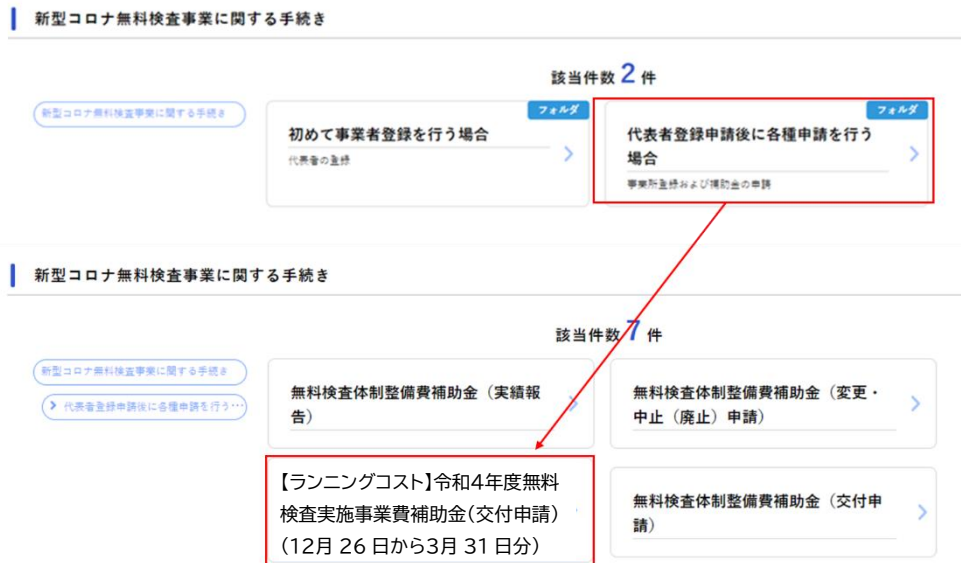 新型コロナ無料検査事業に関する手続き
該当件数 2 件
新型コロナ無料検査事業に関する手続き
フォルダ
初めて事業者登録を行う場合
代表者の登録
フォルダ
代表者登録申請後に各種申請を行う
場合
事業所登録および補助金の申請
新型コロナ無料検査事業に関する手続き
該当件数 7 件
新型コロナ無料検査事業に関する手続き
代表者登録申請後に各種申請を行う…
無料検査体制整備費補助金（実績報
告）
無料検査体制整備費補助金（変更・
中止（廃止）申請）
【ランニングコスト】令和4年度無料
検査実施事業費補助金（交付申請）
（12月 26 日から3月 31 日分）
無料検査体制整備費補助金（交付申
請）